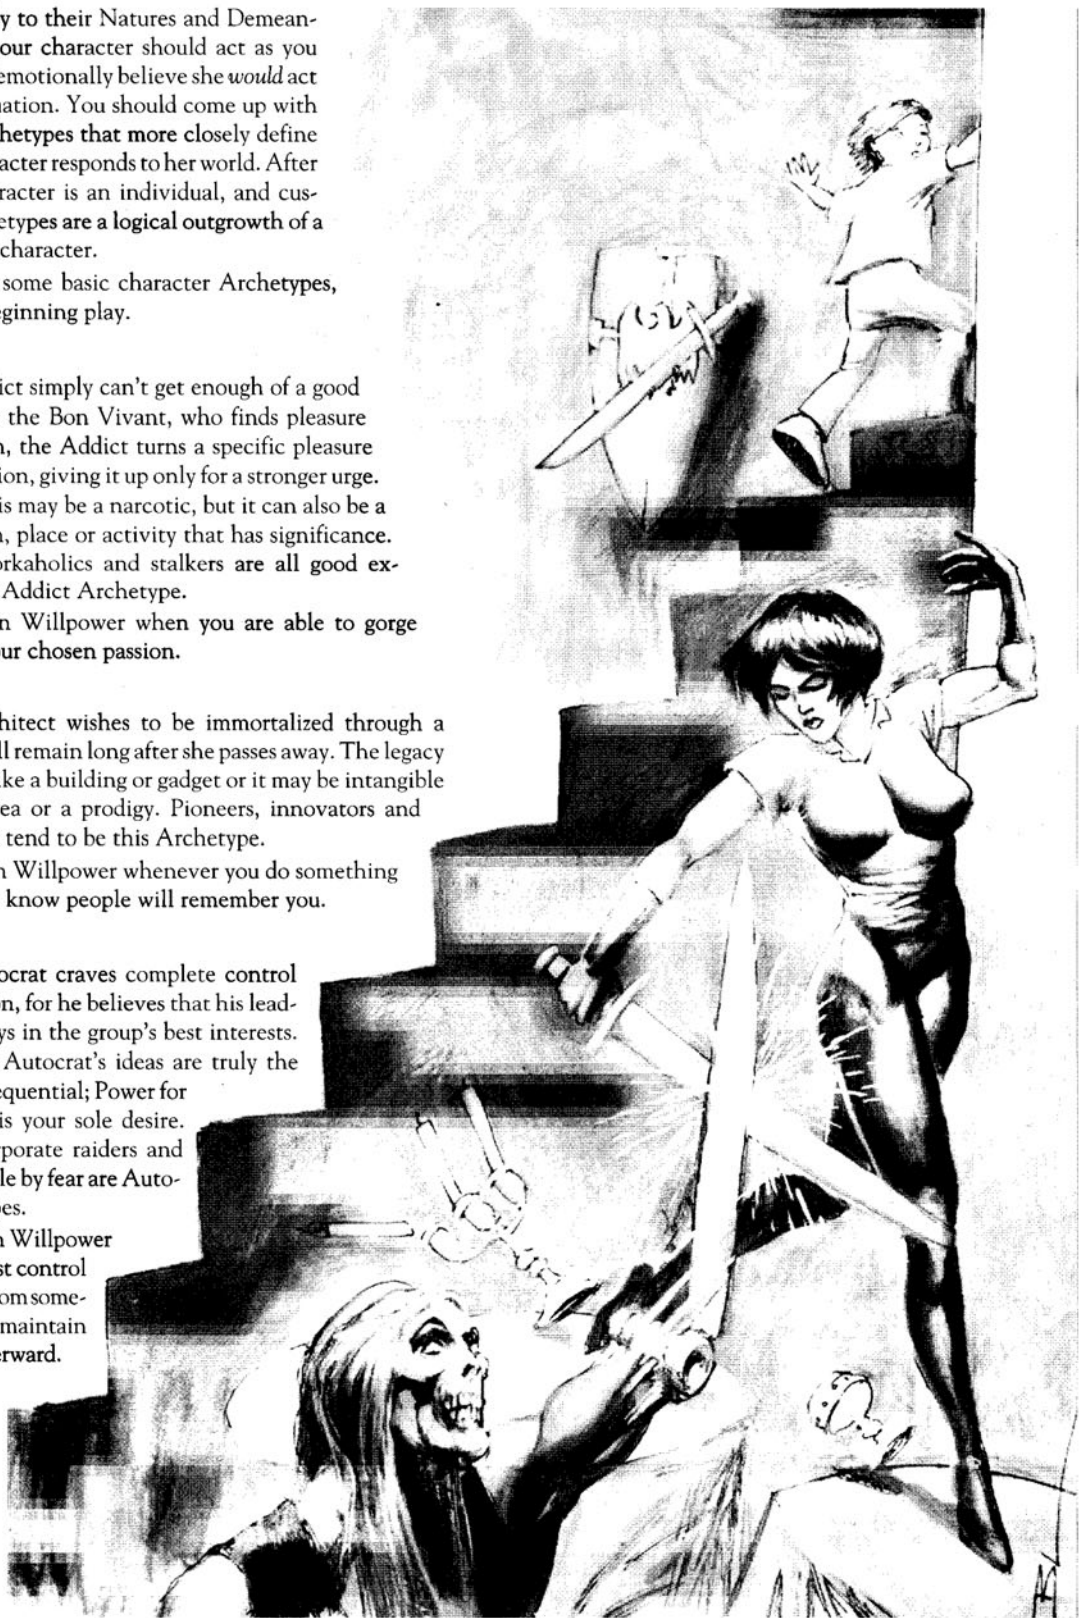 y to their Natures and Demean-
our character should act as you
emotionally believe she would act
ation. You should come up with
hetypes that more closely define
acter responds to her world. After
racter is an individual, and cus-
etypes are a logical outgrowth of a
character.
some basic character Archetypes,
eginning play.
ict simply can't get enough of a good
the Bon Vivant, who finds pleasure
n, the Addict turns a specific pleasure
ion, giving it up only for a stronger urge.
is may be a narcotic, but it can also be a
n, place or activity that has significance.
orkaholics and stalkers are all good ex-
Addict Archetype.
n Willpower when you are able to gorge
our chosen passion.
hitect wishes to be immortalized through a
ll remain long after she passes away. The legacy
ike a building or gadget or it may be intangible
ea or a prodigy. Pioneers, innovators and
tend to be this Archetype.
n Willpower whenever you do something
know people will remember you.
ocrat craves complete control
on, for he believes that his lead-
ys in the group's best interests.
Autocrat's ideas are truly the
equential; Power for
is your sole desire.
rporate raiders and
le by fear are Auto-
es.
n Willpower
st control
om some-
maintain
erward.